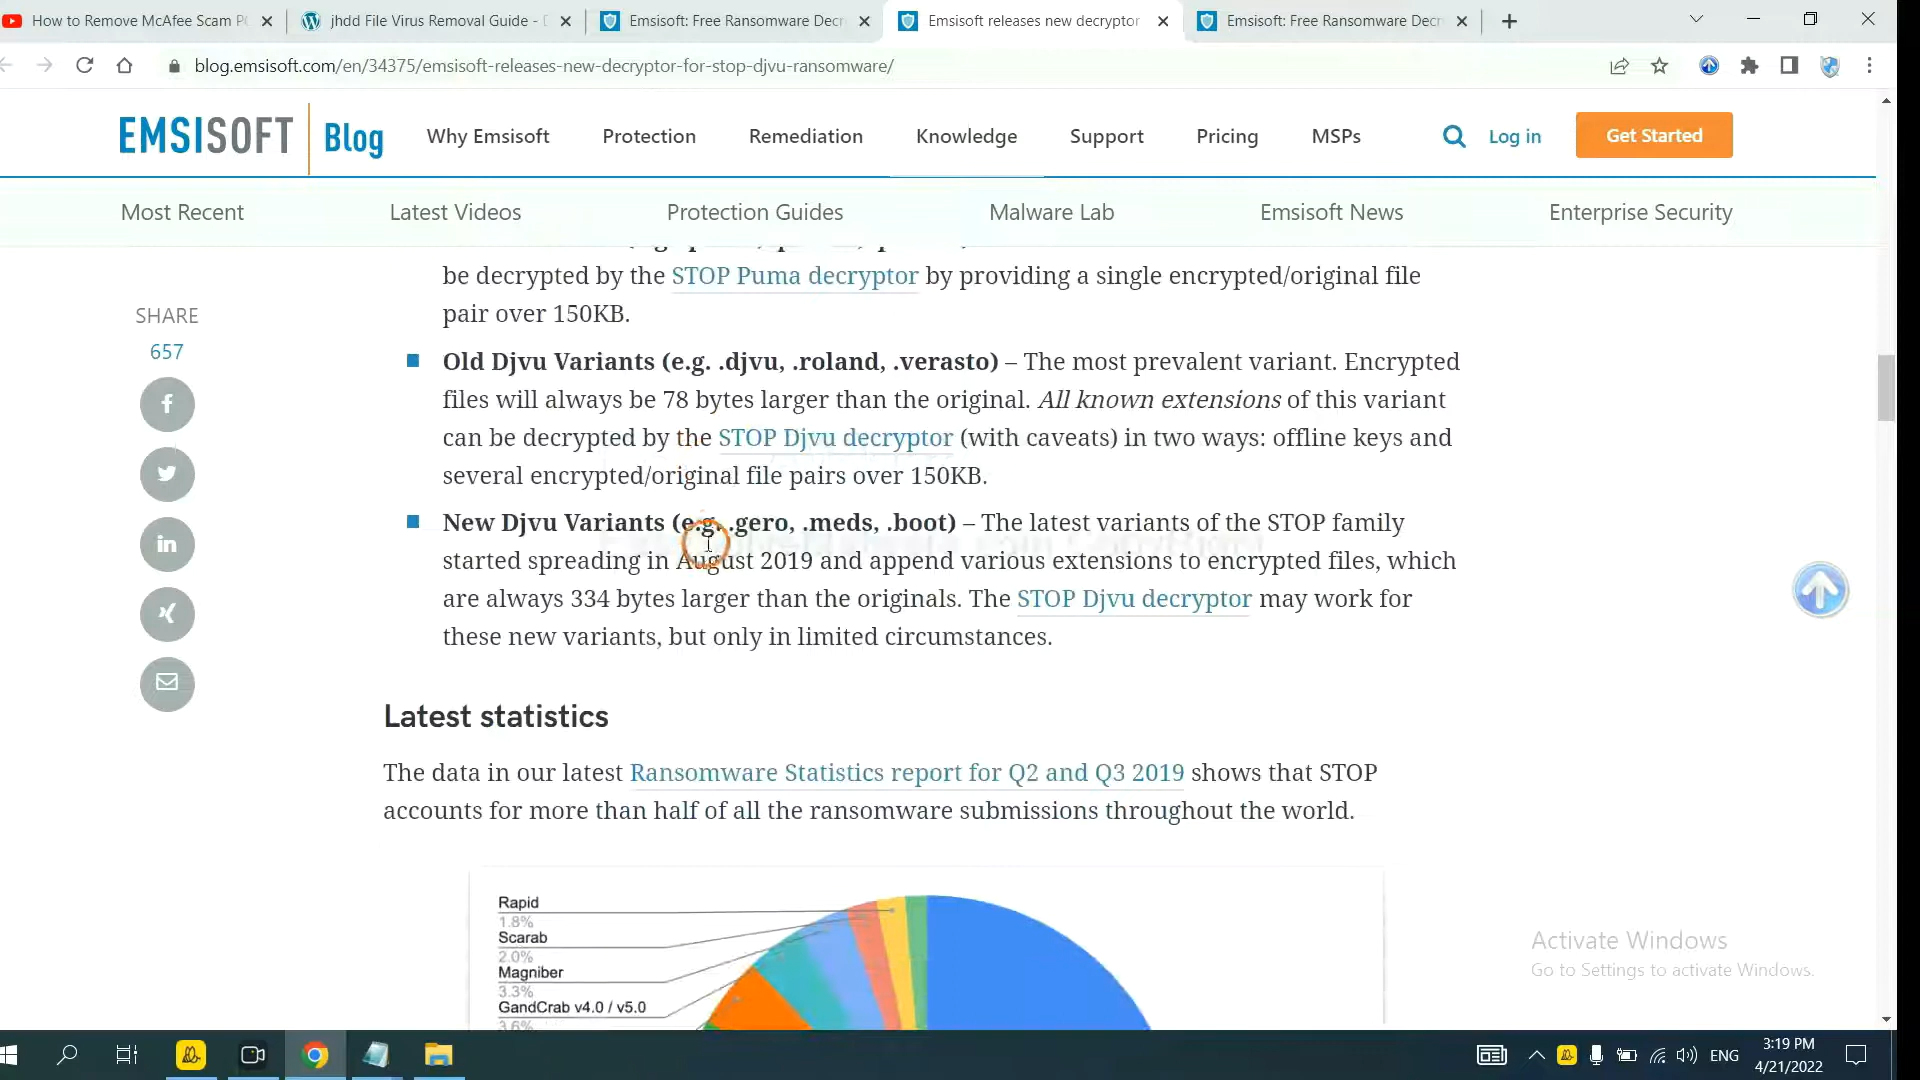 How to Remove McAfee Scam P
jhdd File Virus Removal Guide -
Emsisoft: Free Ransomware Decr
Emsisoft releases new decryptor
Emsisoft: Free Ransomware Decr
blog.emsisoft.com/en/34375/emsisoft-releases-new-decryptor-for-stop-djvu-ransomware/
EMSISOFT Blog
Why Emsisoft
Protection
Remediation
Knowledge
Support
Pricing
MSPs
Log in
Get Started
Most Recent
Latest Videos
Protection Guides
Malware Lab
Emsisoft News
Enterprise Security
SHARE
657
be decrypted by the STOP Puma decryptor by providing a single encrypted/original file
pair over 150KB.
Old Djvu Variants (e.g. .djvu, .roland, .verasto) – The most prevalent variant. Encrypted
files will always be 78 bytes larger than the original. All known extensions of this variant
can be decrypted by the STOP Djvu decryptor (with caveats) in two ways: offline keys and
several encrypted/original file pairs over 150KB.
New Djvu Variants (e.g. .gero, .meds, .boot) – The latest variants of the STOP family
started spreading in August 2019 and append various extensions to encrypted files, which
are always 334 bytes larger than the originals. The STOP Djvu decryptor may work for
these new variants, but only in limited circumstances.
Latest statistics
The data in our latest Ransomware Statistics report for Q2 and Q3 2019 shows that STOP
accounts for more than half of all the ransomware submissions throughout the world.
Rapid
1.8%
Scarab
2.0%
Magniber
3.3%
GandCrab v4.0 / v5.0
3.6%
Activate Windows
Go to Settings to activate Windows.
ENG
3:19 PM
4/21/2022